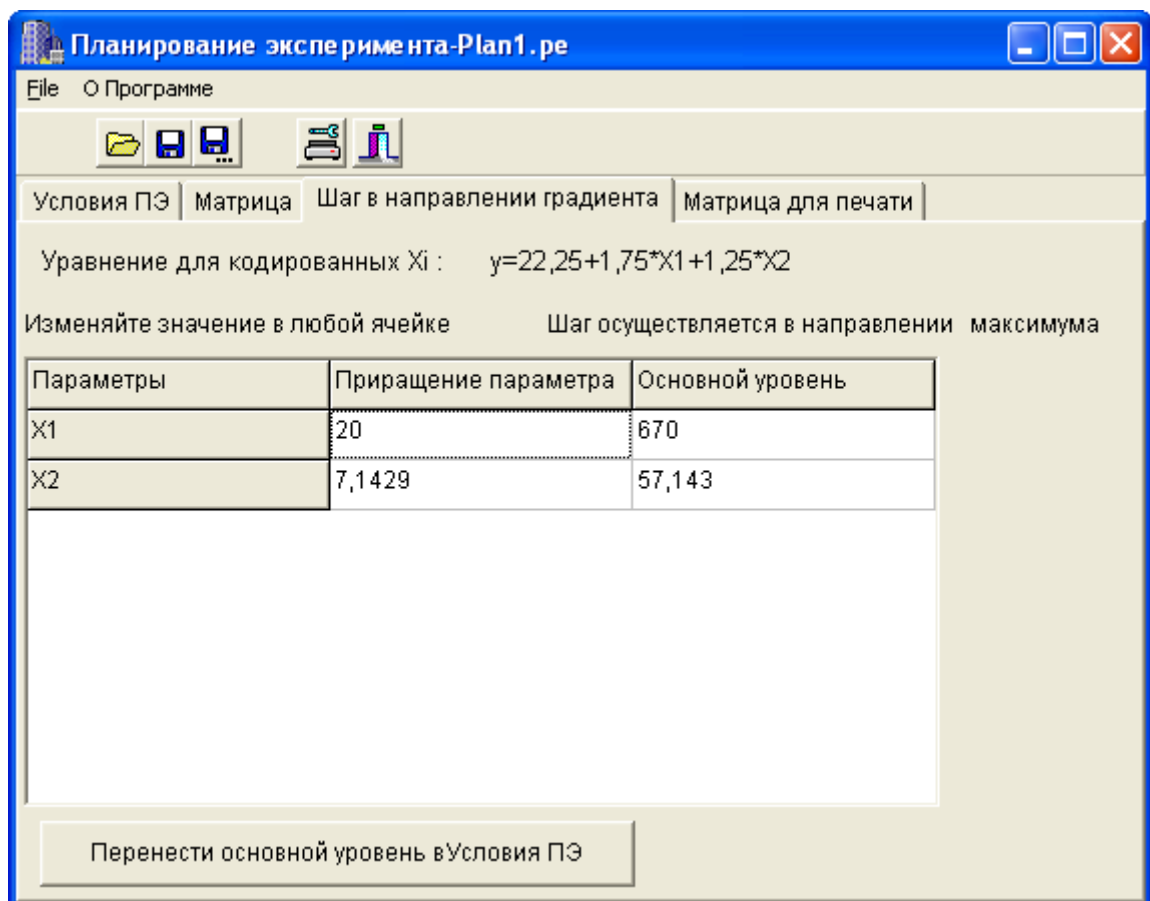 Планирование эксперимента-Plan1.pe
File О Программе
Условия ПЭ Матрица Шаг в направлении градиента Матрица для печати
Уравнение для кодированных Xi : y=22,25+1,75*X1+1,25*X2
Изменяйте значение в любой ячейке Шаг осуществляется в направлении максимума
Параметры Приращение параметра Основной уровень
X1 20 670
X2 7,1429 57,143
Перенести основной уровень вУсловия ПЭ